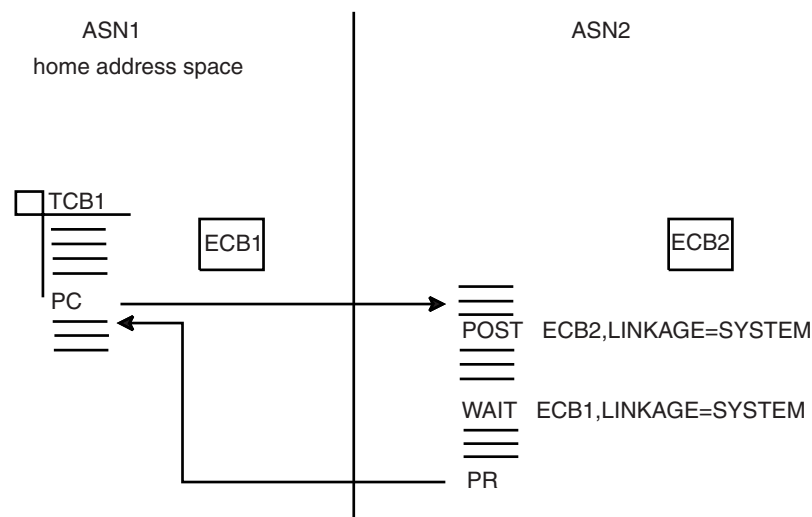 ASN1
home address space
ASN2
TCB1
ECB1
ECB2
PC
POST ECB2,LINKAGE=SYSTEM
WAIT ECB1,LINKAGE=SYSTEM
PR